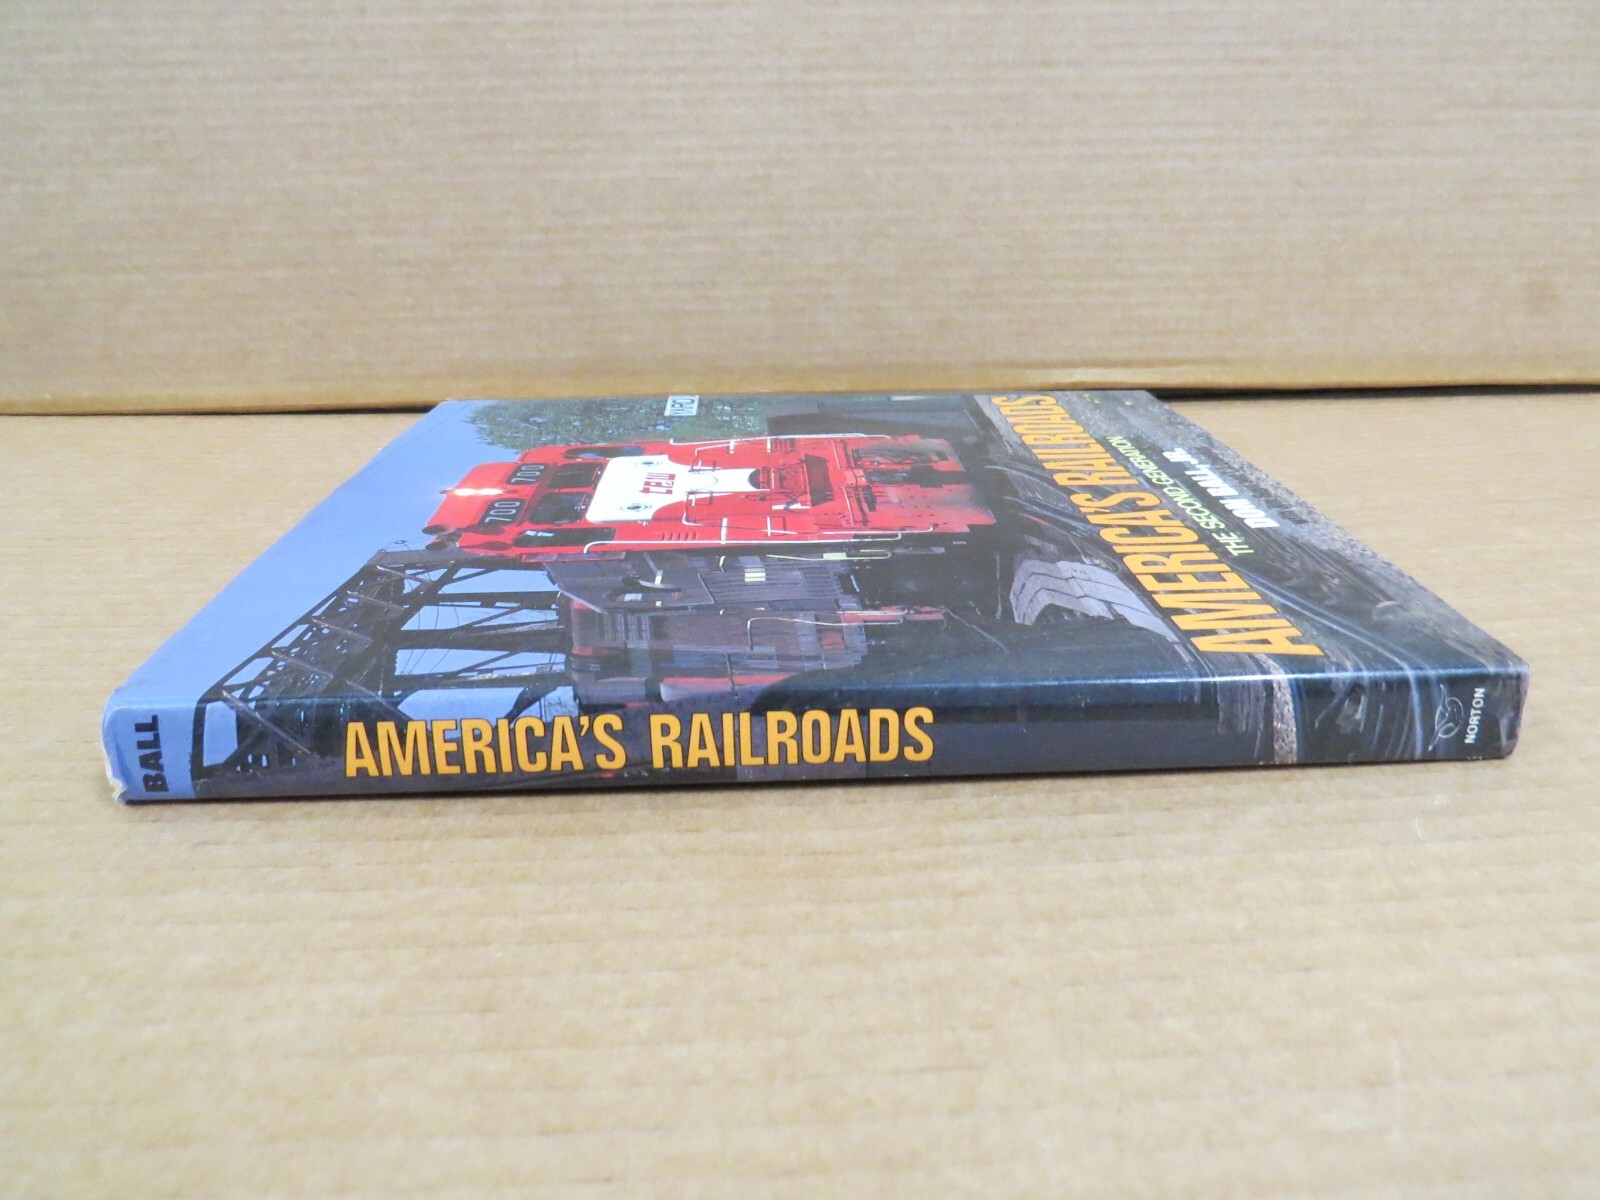 BALL
AMERICA'S RAILROADS
NORTON
AMERICA'S RAILROADS
THE SECOND GENERATION
DON BALL, JR.
700
700